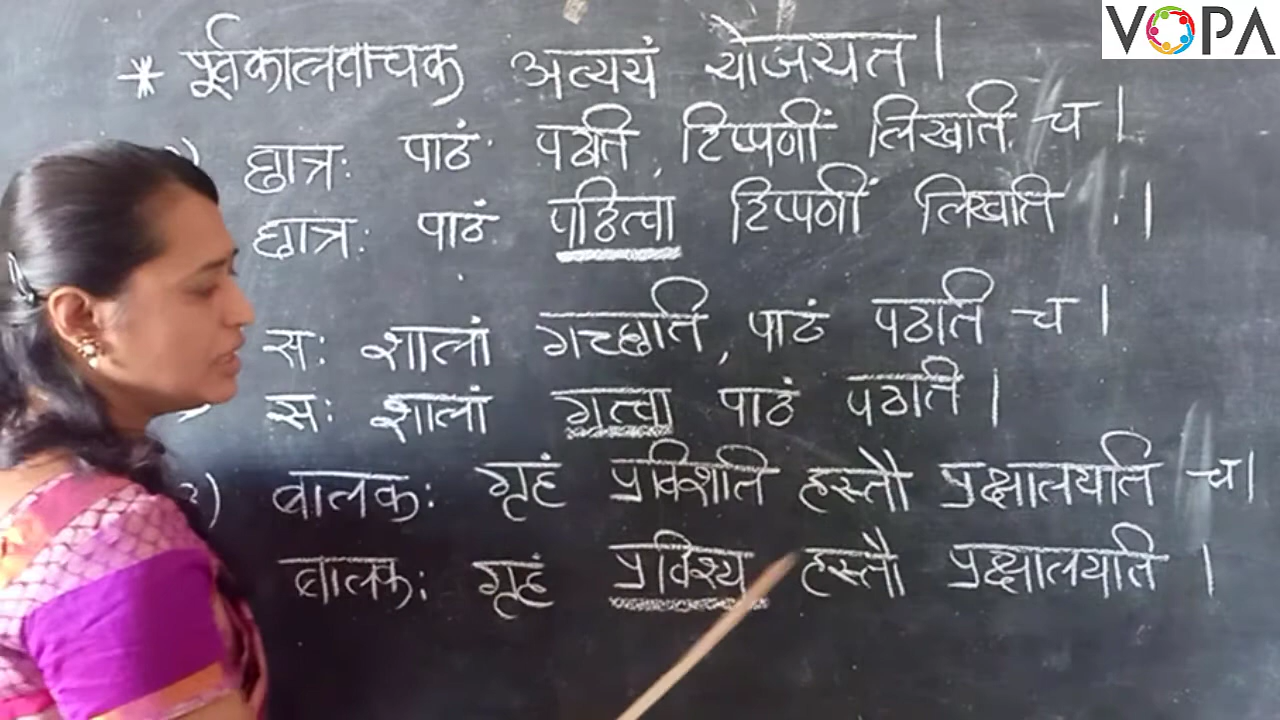 VOPA
* पूर्वकालवाचक अव्ययं योजयत।
छात्रः पाठं पठति, टिप्पणीं लिखति च।
छात्रः पाठं पठित्वा टिप्पणीं लिखति ।
सः शालां गच्छति, पाठं पठति च।
सः शालां गत्वा पाठं पठति।
३) बालकः गृहं प्रविशति हस्तौ प्रक्षालयति च।
बालकः गृहं प्रविश्य हस्तौ प्रक्षालयति।